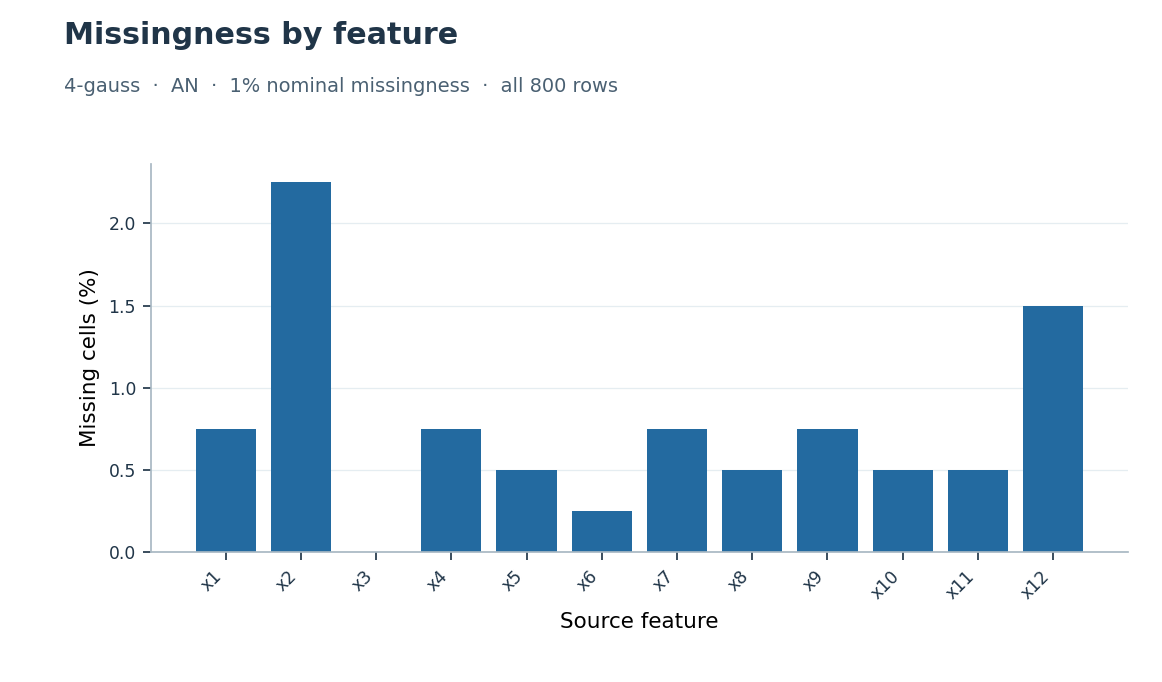 Missingness by feature
4-gauss · AN · 1% nominal missingness · all 800 rows
Missing cells (%)
2.0
1.5
1.0
0.5
0.0
x1 x2 x3 x4 x5 x6 x7 x8 x9 x10 x11 x12
Source feature